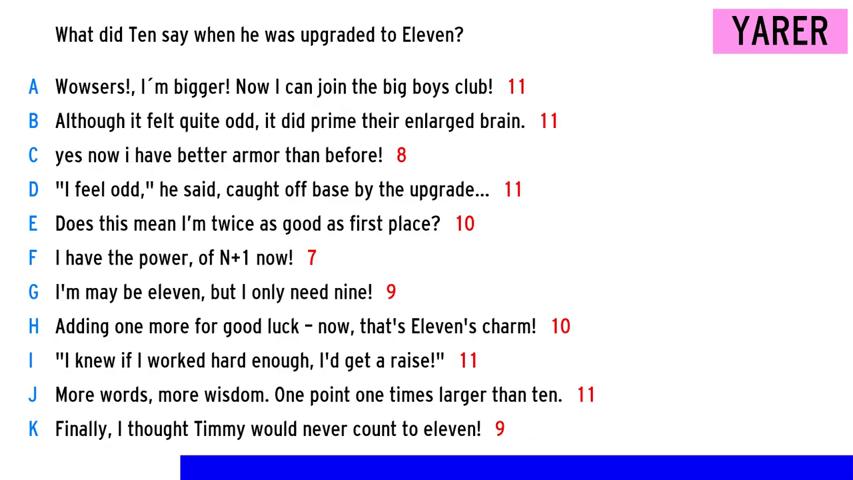 What did Ten say when he was upgraded to Eleven?
YARER
A Wowsers!, I´m bigger! Now I can join the big boys club! 11
B Although it felt quite odd, it did prime their enlarged brain. 11
C yes now i have better armor than before! 8
D "I feel odd," he said, caught off base by the upgrade... 11
E Does this mean I'm twice as good as first place? 10
F I have the power, of N+1 now! 7
G I'm may be eleven, but I only need nine! 9
H Adding one more for good luck – now, that's Eleven's charm! 10
I "I knew if I worked hard enough, I'd get a raise!" 11
J More words, more wisdom. One point one times larger than ten. 11
K Finally, I thought Timmy would never count to eleven! 9